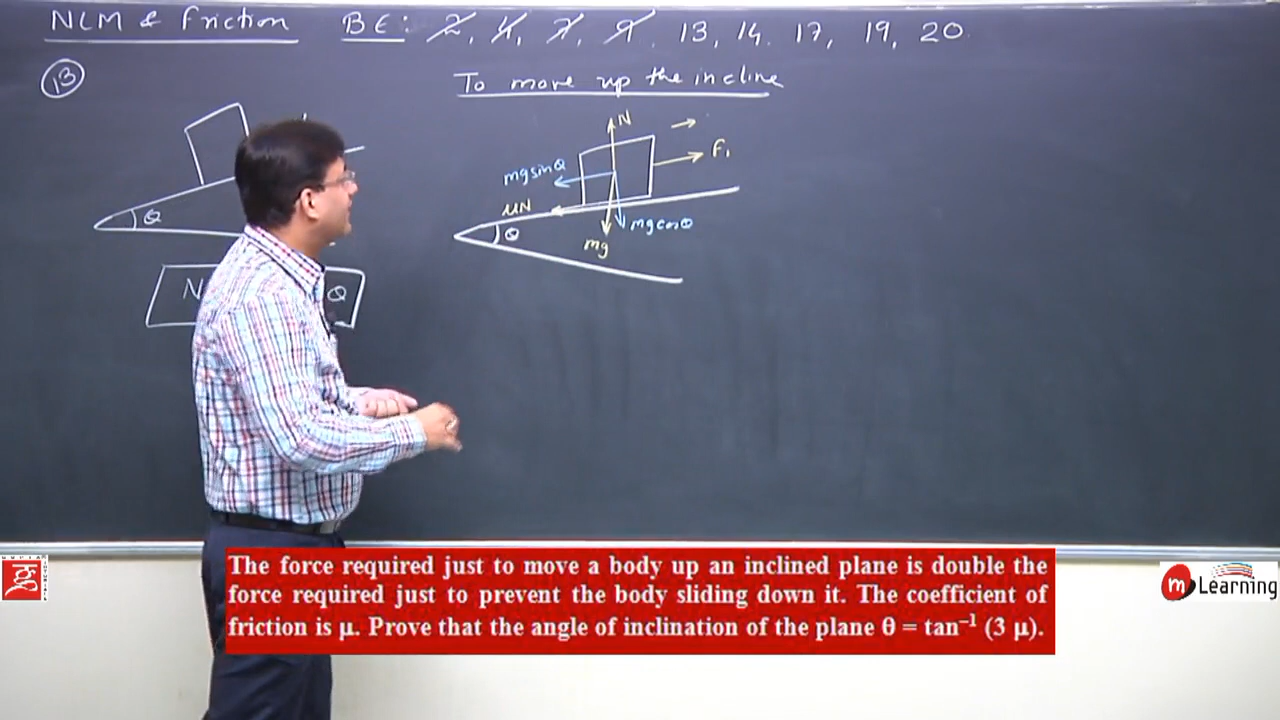 NLM & Friction BE: 2, 4, 7, 9, 13, 14, 17, 19, 20
13
To move up the incline
N
F₁
mg sinθ
μN
mg cosθ
θ
θ
mg
N
θ
The force required just to move a body up an inclined plane is double the
force required just to prevent the body sliding down it. The coefficient of
friction is μ. Prove that the angle of inclination of the plane θ = tan⁻¹ (3 μ).
m Learning